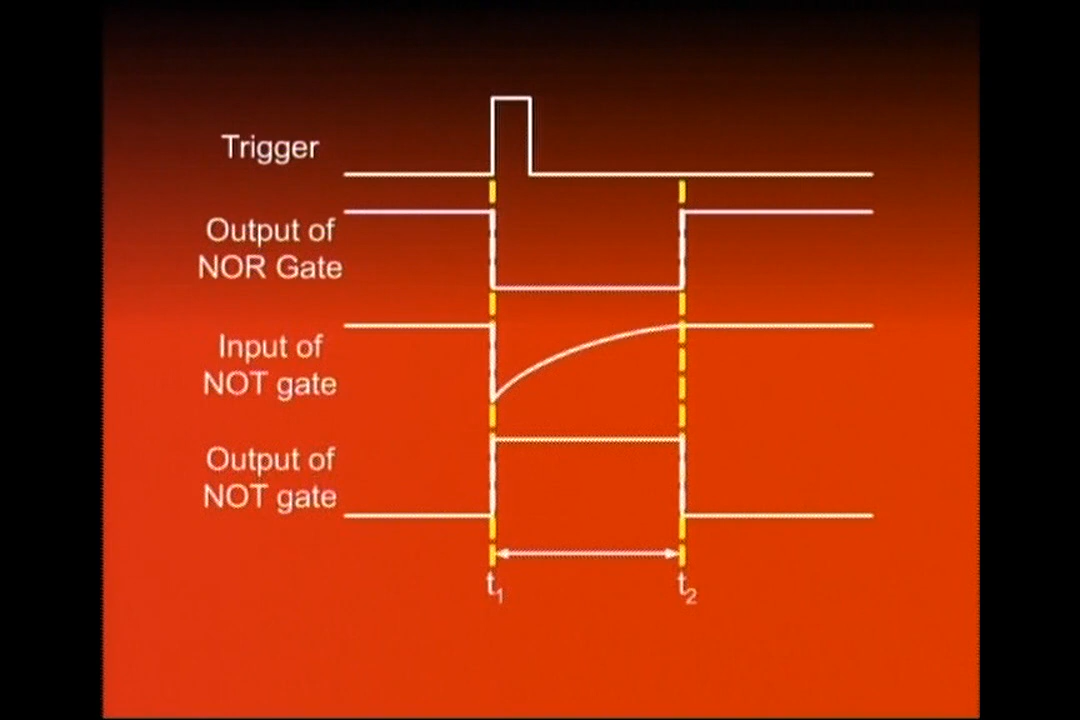 Trigger
Output of
NOR Gate
Input of
NOT gate
Output of
NOT gate
t₁ t₂